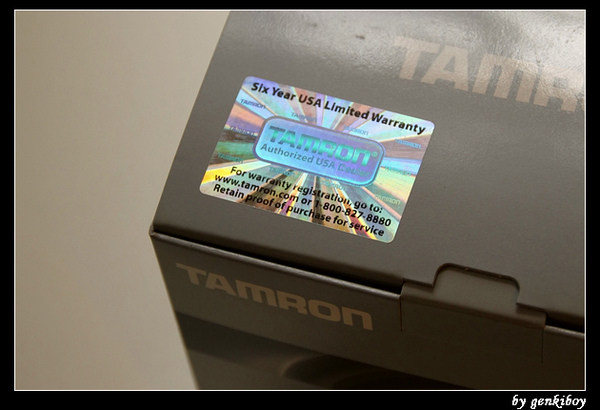 TAMRON
Six Year USA Limited Warranty
TAMRON
TAMRON
Authorized USA
For warranty registration, go to:
www.tamron.com or 1-800-827-8880
Retain proof of purchase for service
TAMRON
by genkiboy